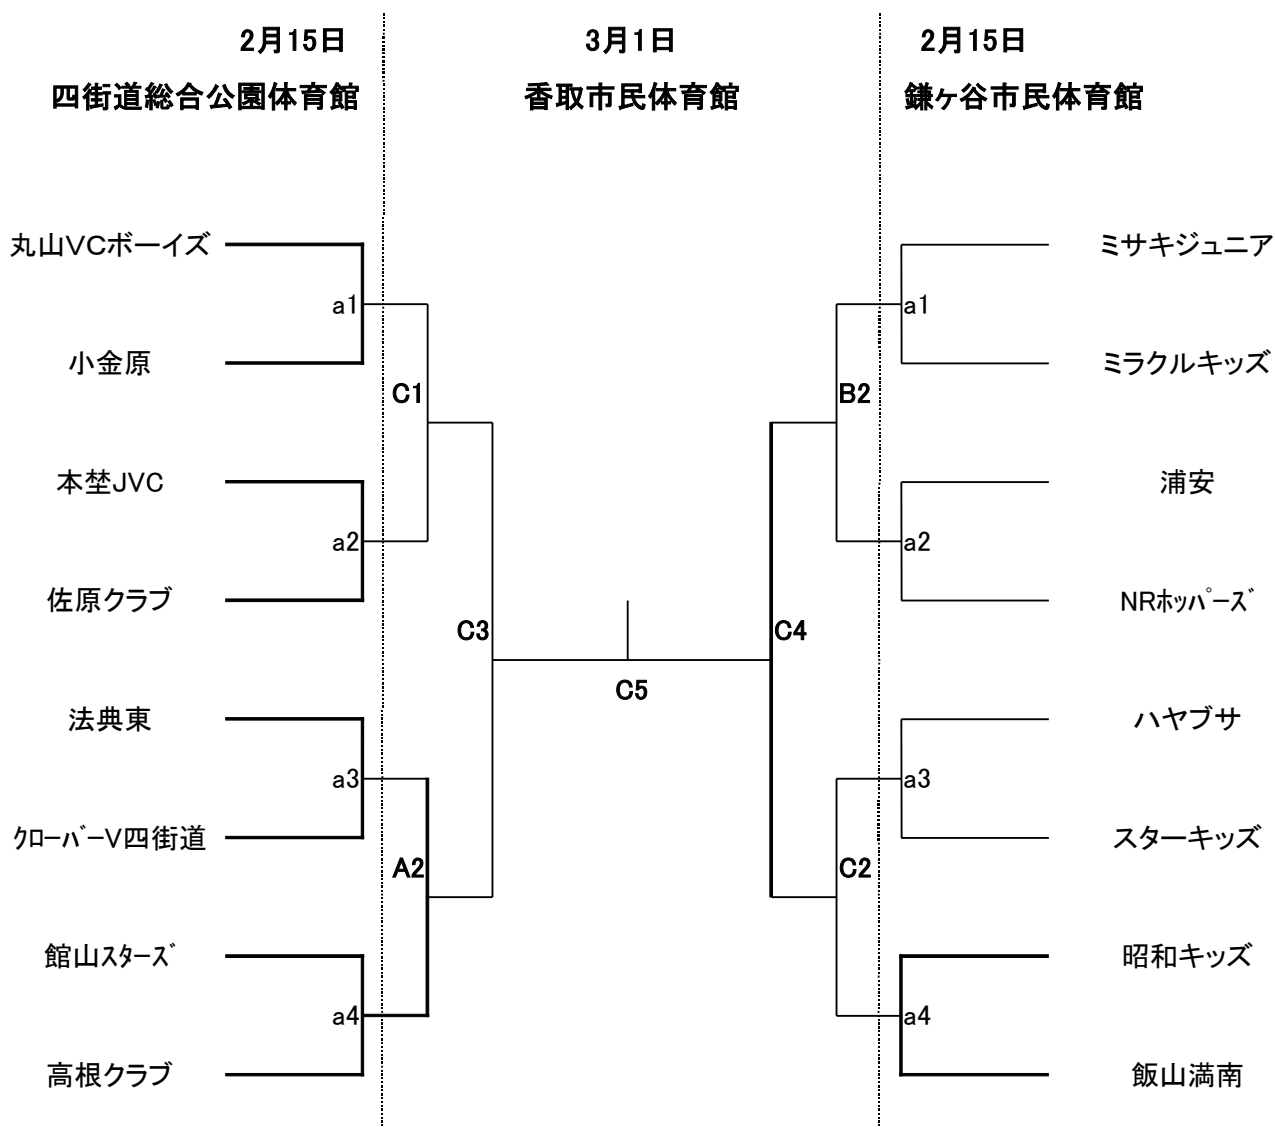 2月15日
3月1日
2月15日
四街道総合公園体育館
香取市民体育館
鎌ヶ谷市民体育館
丸山VCボーイズ
ミサキジュニア
a1
a1
小金原
ミラクルキッズ
C1
B2
本埜JVC
浦安
a2
a2
佐原クラブ
NRﾎｯﾊﾟｰｽﾞ
C3
C4
C5
法典東
ハヤブサ
a3
a3
ｸﾛｰﾊﾞｰV四街道
スターキッズ
A2
C2
館山ｽﾀｰｽﾞ
昭和キッズ
a4
a4
高根クラブ
飯山満南